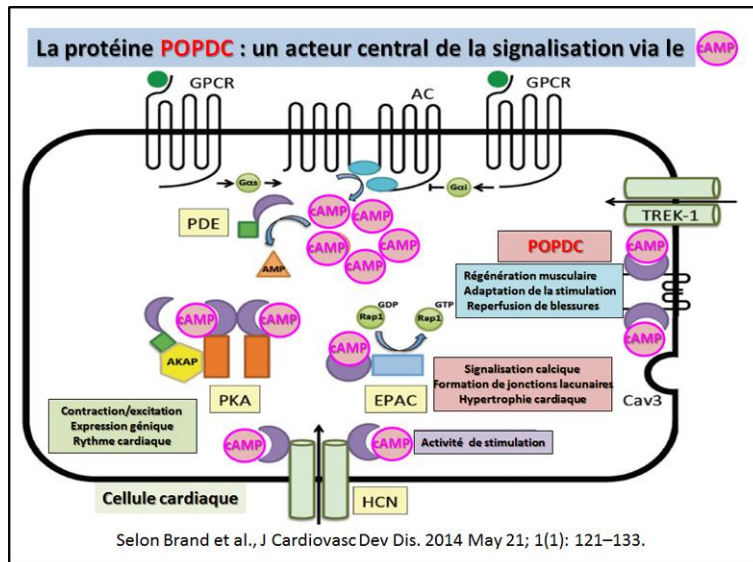 La protéine POPDC : un acteur central de la signalisation via le cAMP
GPCR
AC
GPCR
Gαs
Gαi
PDE
cAMP
cAMP
cAMP
cAMP
cAMP
AMP
TREK-1
POPDC
cAMP
Régénération musculaire
Adaptation de la stimulation
Reperfusion de blessures
cAMP
GDP
GTP
Rap1
Rap1
cAMP
cAMP
cAMP
AKAP
PKA
EPAC
Signalisation calcique
Formation de jonctions lacunaires
Hypertrophie cardiaque
Cav3
Contraction/excitation
Expression génique
Rythme cardiaque
cAMP
cAMP
Activité de stimulation
Cellule cardiaque
HCN
Selon Brand et al., J Cardiovasc Dev Dis. 2014 May 21; 1(1): 121–133.